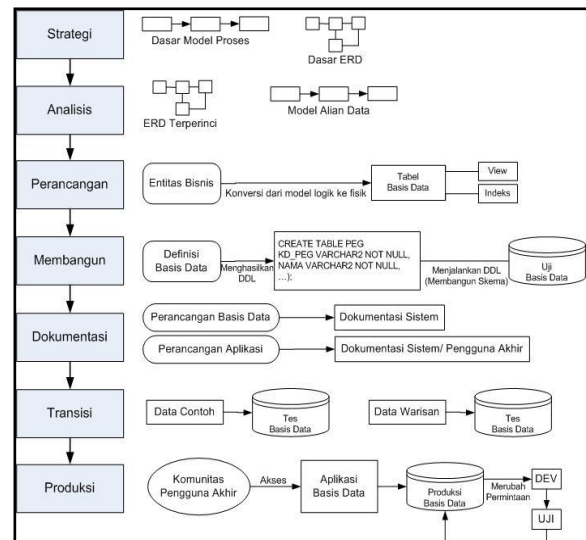 Strategi
Dasar Model Proses
Dasar ERD
Analisis
ERD Terperinci
Model Alian Data
Perancangan
Entitas Bisnis
Konversi dari model logik ke fisik
Tabel
Basis Data
View
Indeks
Membangun
Definisi
Basis Data
Menghasilkan
DDL
CREATE TABLE PEG
KD_PEG VARCHAR2 NOT NULL,
NAMA VARCHAR2 NOT NULL,
…);
Menjalankan DDL
(Membangun Skema)
Uji
Basis Data
Dokumentasi
Perancangan Basis Data
Dokumentasi Sistem
Perancangan Aplikasi
Dokumentasi Sistem/ Pengguna Akhir
Transisi
Data Contoh
Tes
Basis Data
Data Warisan
Tes
Basis Data
Produksi
Komunitas
Pengguna Akhir
Akses
Aplikasi
Basis Data
Produksi
Basis Data
Merubah
Permintaan
DEV
UJI